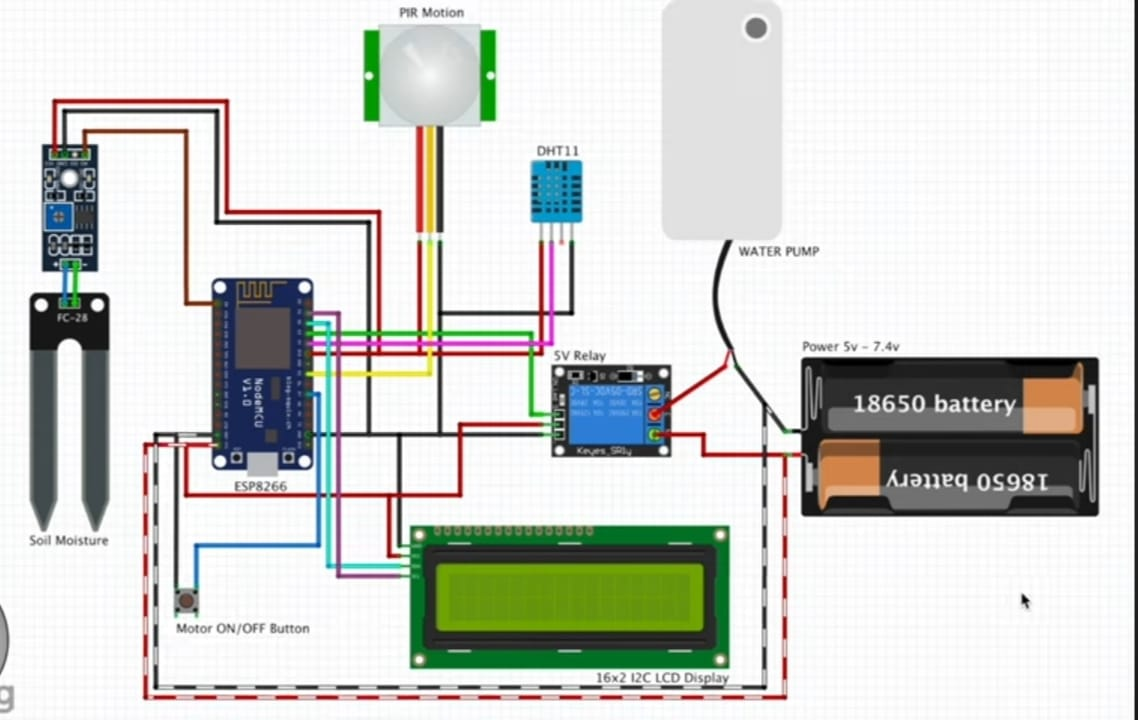 PIR Motion
DHT11
WATER PUMP
FC-28
Power 5v - 7.4v
5V Relay
18650 battery
NodeMCU
V1.0
Keyes_SR1y
18650 battery
ESP8266
Soil Moisture
Motor ON/OFF Button
16x2 I2C LCD Display
g